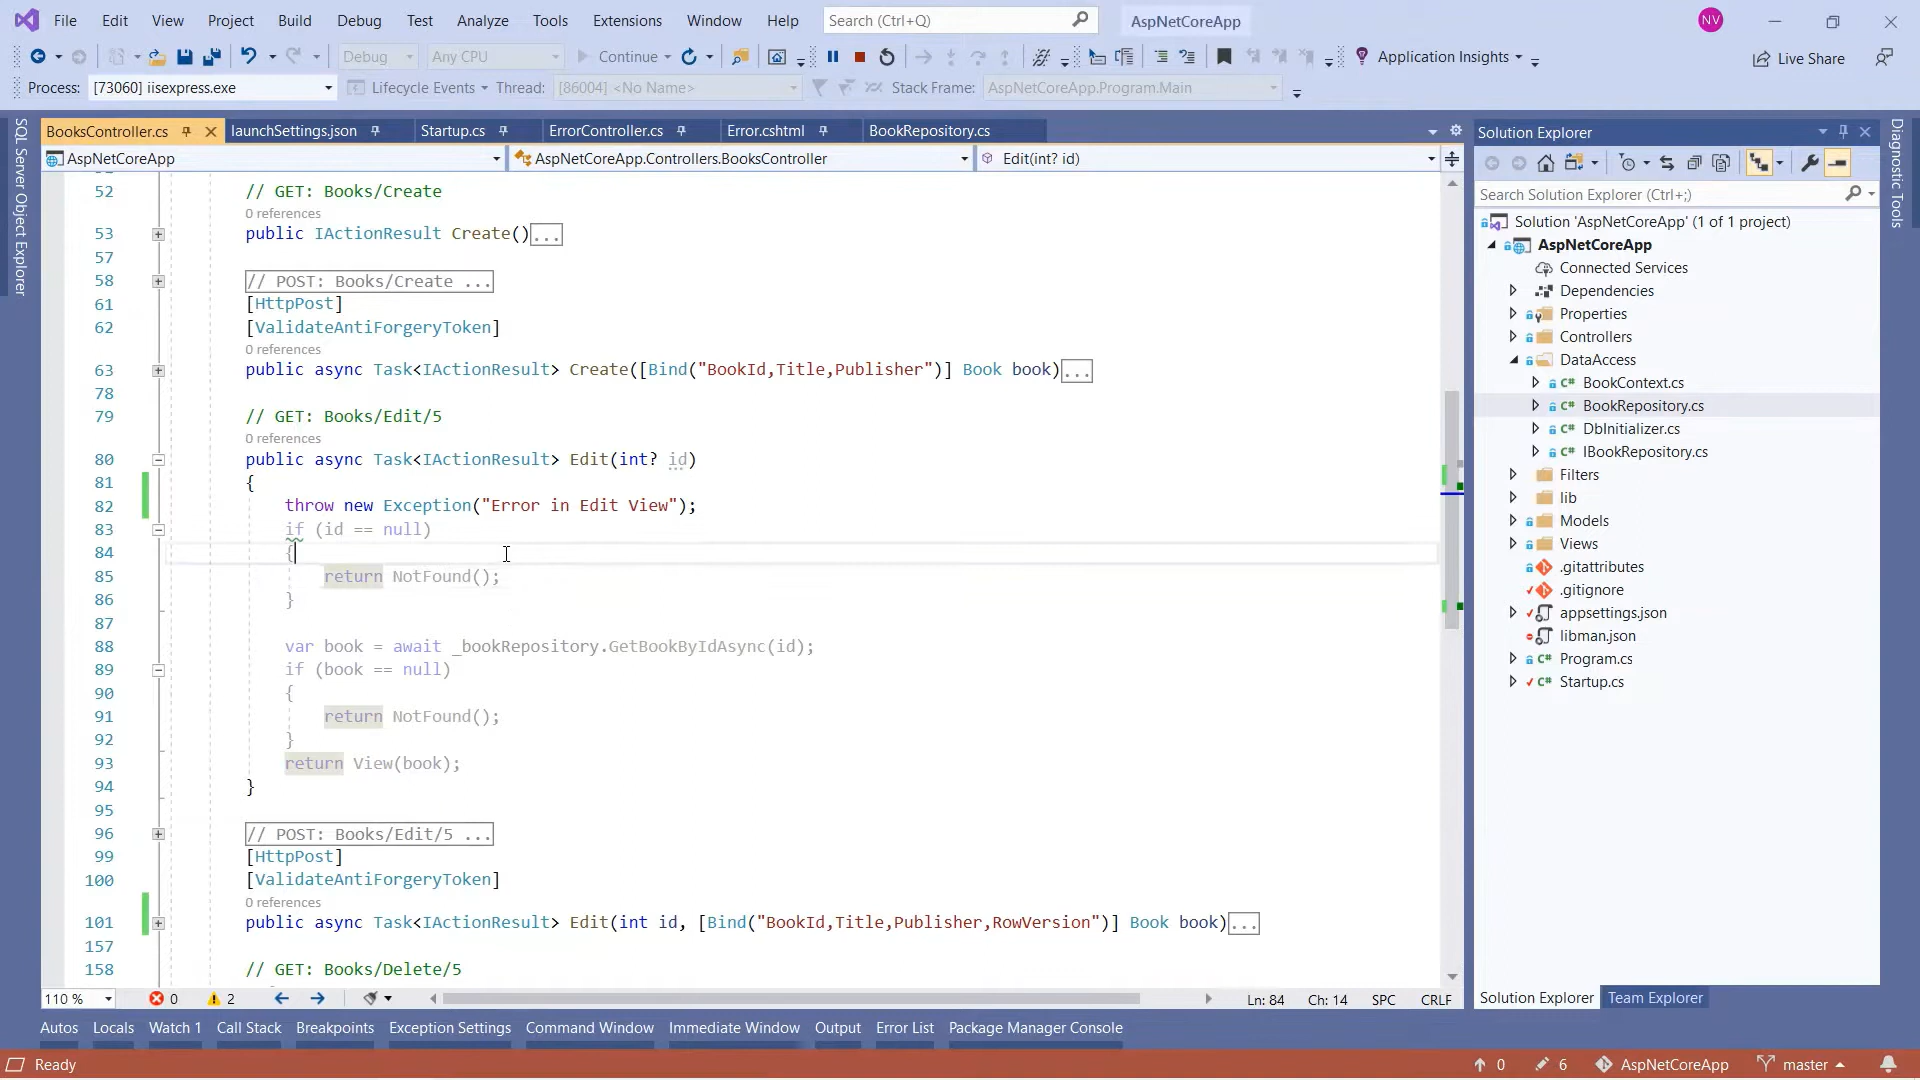 File Edit View Project Build Debug Test Analyze Tools Extensions Window Help Search (Ctrl+Q) AspNetCoreApp NV
Debug Any CPU Continue Application Insights Live Share
Process: [73060] iisexpress.exe Lifecycle Events Thread: [86004] <No Name> Stack Frame: AspNetCoreApp.Program.Main
SQL Server Object Explorer
BooksController.cs launchSettings.json Startup.cs ErrorController.cs Error.cshtml BookRepository.cs
AspNetCoreApp AspNetCoreApp.Controllers.BooksController Edit(int? id)
52 // GET: Books/Create
0 references
53 public IActionResult Create()...
57
58 // POST: Books/Create ...
61 [HttpPost]
62 [ValidateAntiForgeryToken]
0 references
63 public async Task<IActionResult> Create([Bind("BookId,Title,Publisher")] Book book)...
78
79 // GET: Books/Edit/5
0 references
80 public async Task<IActionResult> Edit(int? id)
81 {
82 throw new Exception("Error in Edit View");
83 if (id == null)
84 {
85 return NotFound();
86 }
87
88 var book = await _bookRepository.GetBookByIdAsync(id);
89 if (book == null)
90 {
91 return NotFound();
92 }
93 return View(book);
94 }
95
96 // POST: Books/Edit/5 ...
99 [HttpPost]
100 [ValidateAntiForgeryToken]
0 references
101 public async Task<IActionResult> Edit(int id, [Bind("BookId,Title,Publisher,RowVersion")] Book book)...
157
158 // GET: Books/Delete/5
110 % 0 2 Ln: 84 Ch: 14 SPC CRLF
Solution Explorer
Search Solution Explorer (Ctrl+;)
Solution 'AspNetCoreApp' (1 of 1 project)
AspNetCoreApp
Connected Services
Dependencies
Properties
Controllers
DataAccess
C# BookContext.cs
C# BookRepository.cs
C# DbInitializer.cs
C# IBookRepository.cs
Filters
lib
Models
Views
.gitattributes
.gitignore
appsettings.json
libman.json
C# Program.cs
C# Startup.cs
Solution Explorer Team Explorer
Diagnostic Tools
Autos Locals Watch 1 Call Stack Breakpoints Exception Settings Command Window Immediate Window Output Error List Package Manager Console
Ready 0 6 AspNetCoreApp master